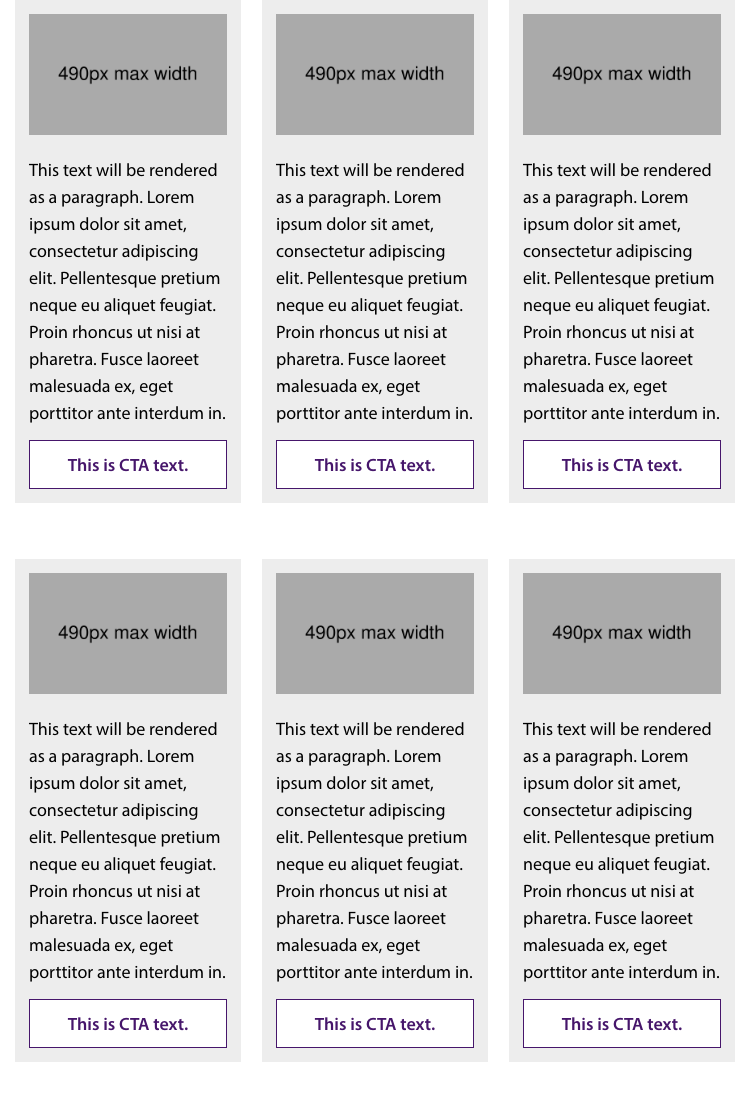 490px max width
This text will be rendered
as a paragraph. Lorem
ipsum dolor sit amet,
consectetur adipiscing
elit. Pellentesque pretium
neque eu aliquet feugiat.
Proin rhoncus ut nisi at
pharetra. Fusce laoreet
malesuada ex, eget
porttitor ante interdum in.
This is CTA text.
490px max width
This text will be rendered
as a paragraph. Lorem
ipsum dolor sit amet,
consectetur adipiscing
elit. Pellentesque pretium
neque eu aliquet feugiat.
Proin rhoncus ut nisi at
pharetra. Fusce laoreet
malesuada ex, eget
porttitor ante interdum in.
This is CTA text.
490px max width
This text will be rendered
as a paragraph. Lorem
ipsum dolor sit amet,
consectetur adipiscing
elit. Pellentesque pretium
neque eu aliquet feugiat.
Proin rhoncus ut nisi at
pharetra. Fusce laoreet
malesuada ex, eget
porttitor ante interdum in.
This is CTA text.
490px max width
This text will be rendered
as a paragraph. Lorem
ipsum dolor sit amet,
consectetur adipiscing
elit. Pellentesque pretium
neque eu aliquet feugiat.
Proin rhoncus ut nisi at
pharetra. Fusce laoreet
malesuada ex, eget
porttitor ante interdum in.
This is CTA text.
490px max width
This text will be rendered
as a paragraph. Lorem
ipsum dolor sit amet,
consectetur adipiscing
elit. Pellentesque pretium
neque eu aliquet feugiat.
Proin rhoncus ut nisi at
pharetra. Fusce laoreet
malesuada ex, eget
porttitor ante interdum in.
This is CTA text.
490px max width
This text will be rendered
as a paragraph. Lorem
ipsum dolor sit amet,
consectetur adipiscing
elit. Pellentesque pretium
neque eu aliquet feugiat.
Proin rhoncus ut nisi at
pharetra. Fusce laoreet
malesuada ex, eget
porttitor ante interdum in.
This is CTA text.